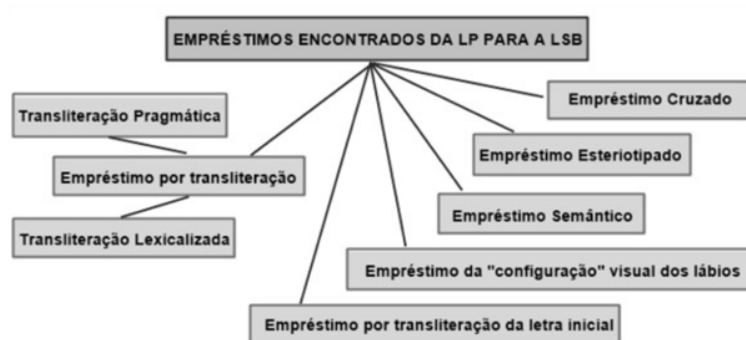 EMPRÉSTIMOS ENCONTRADOS DA LP PARA A LSB
Transliteração Pragmática
Empréstimo por transliteração
Transliteração Lexicalizada
Empréstimo Cruzado
Empréstimo Esteriotipado
Empréstimo Semântico
Empréstimo da "configuração" visual dos lábios
Empréstimo por transliteração da letra inicial